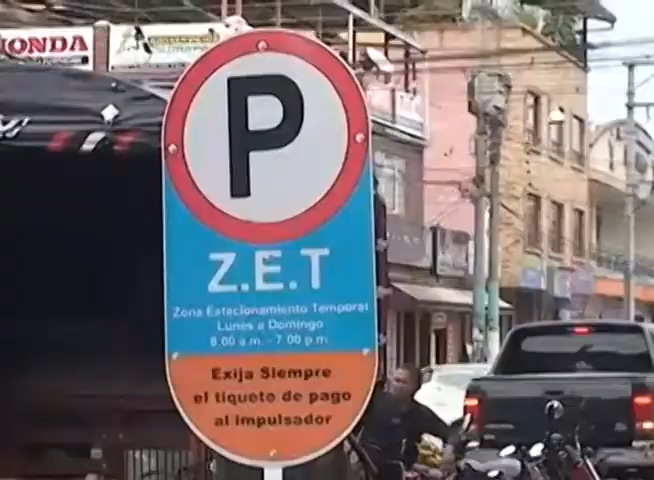 HONDA
P
Z.E.T
Zona Estacionamiento Temporal
Lunes a Domingo
8:00 a.m. - 7:00 p.m
Exija Siempre
el tiquete de pago
al impulsador